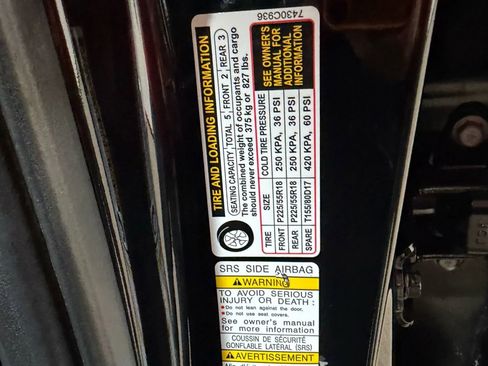 7430C936
TIRE AND LOADING INFORMATION
SEATING CAPACITY TOTAL 5 FRONT 2 REAR 3
The combined weight of occupants and cargo
should never exceed 375 kg or 827 lbs.
TIRE SIZE COLD TIRE PRESSURE
FRONT P225/55R18 250 KPA, 36 PSI
REAR P225/55R18 250 KPA, 36 PSI
SPARE T155/80D17 420 KPA, 60 PSI
SEE OWNER'S
MANUAL FOR
ADDITIONAL
INFORMATION
SRS SIDE AIRBAG
WARNING
TO AVOID SERIOUS
INJURY OR DEATH :
Do not lean against the door.
Do not use seat covers.
See owner's manual
for more information
COUSSIN DE SÉCURITÉ
GONFLABLE LATÉRAL (SRS)
AVERTISSEMENT